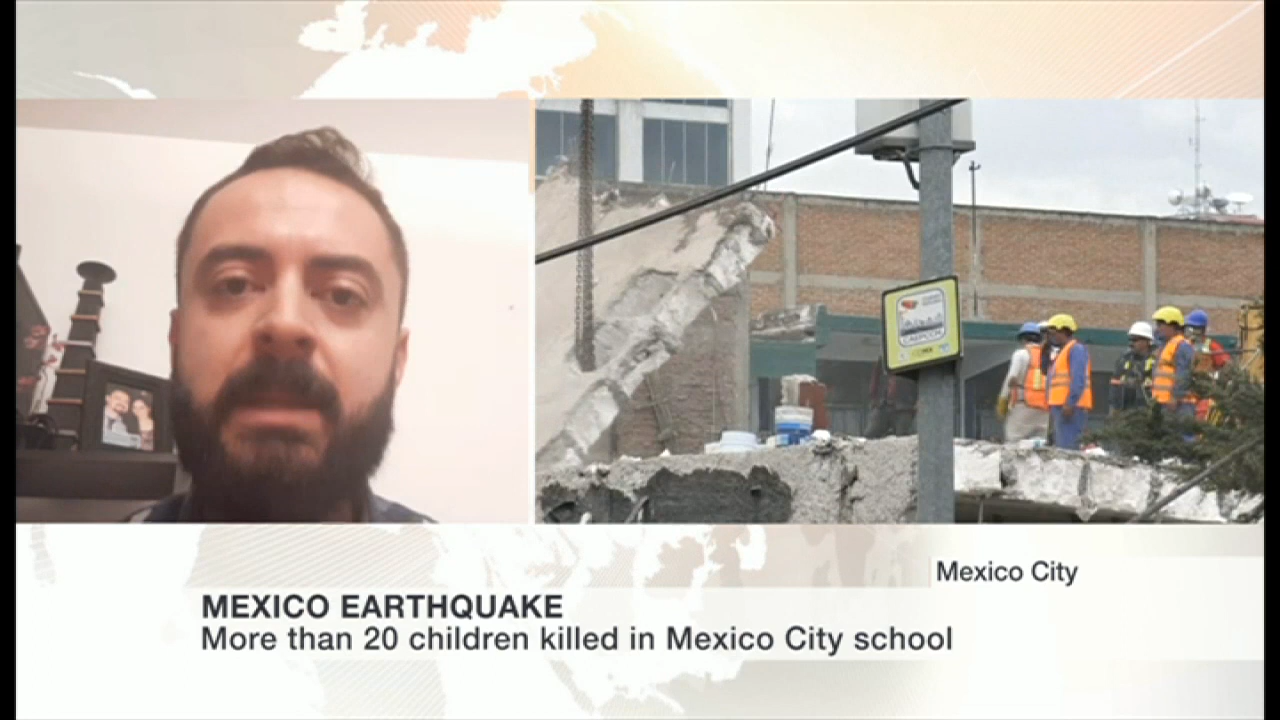 Mexico City
MEXICO EARTHQUAKE
More than 20 children killed in Mexico City school